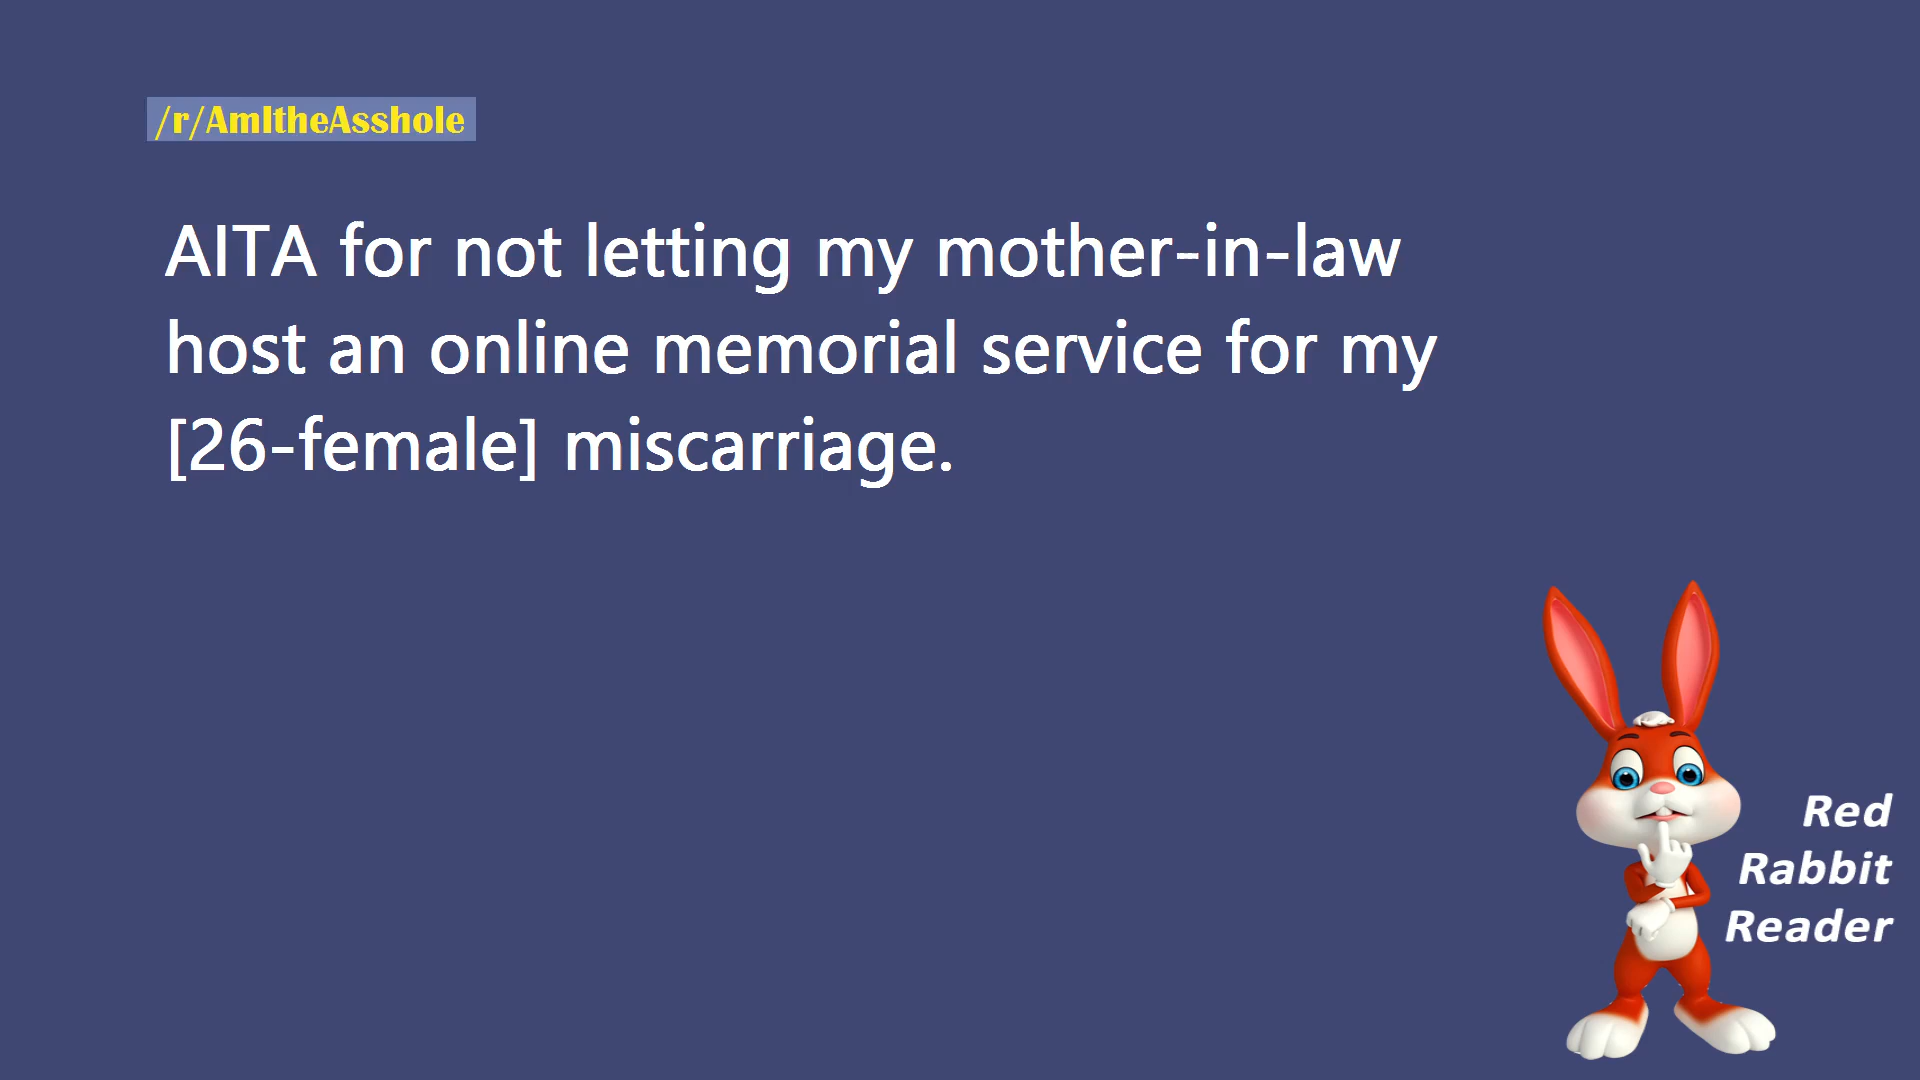 /r/AmItheAsshole
AITA for not letting my mother-in-law
host an online memorial service for my
[26-female] miscarriage.
Red
Rabbit
Reader